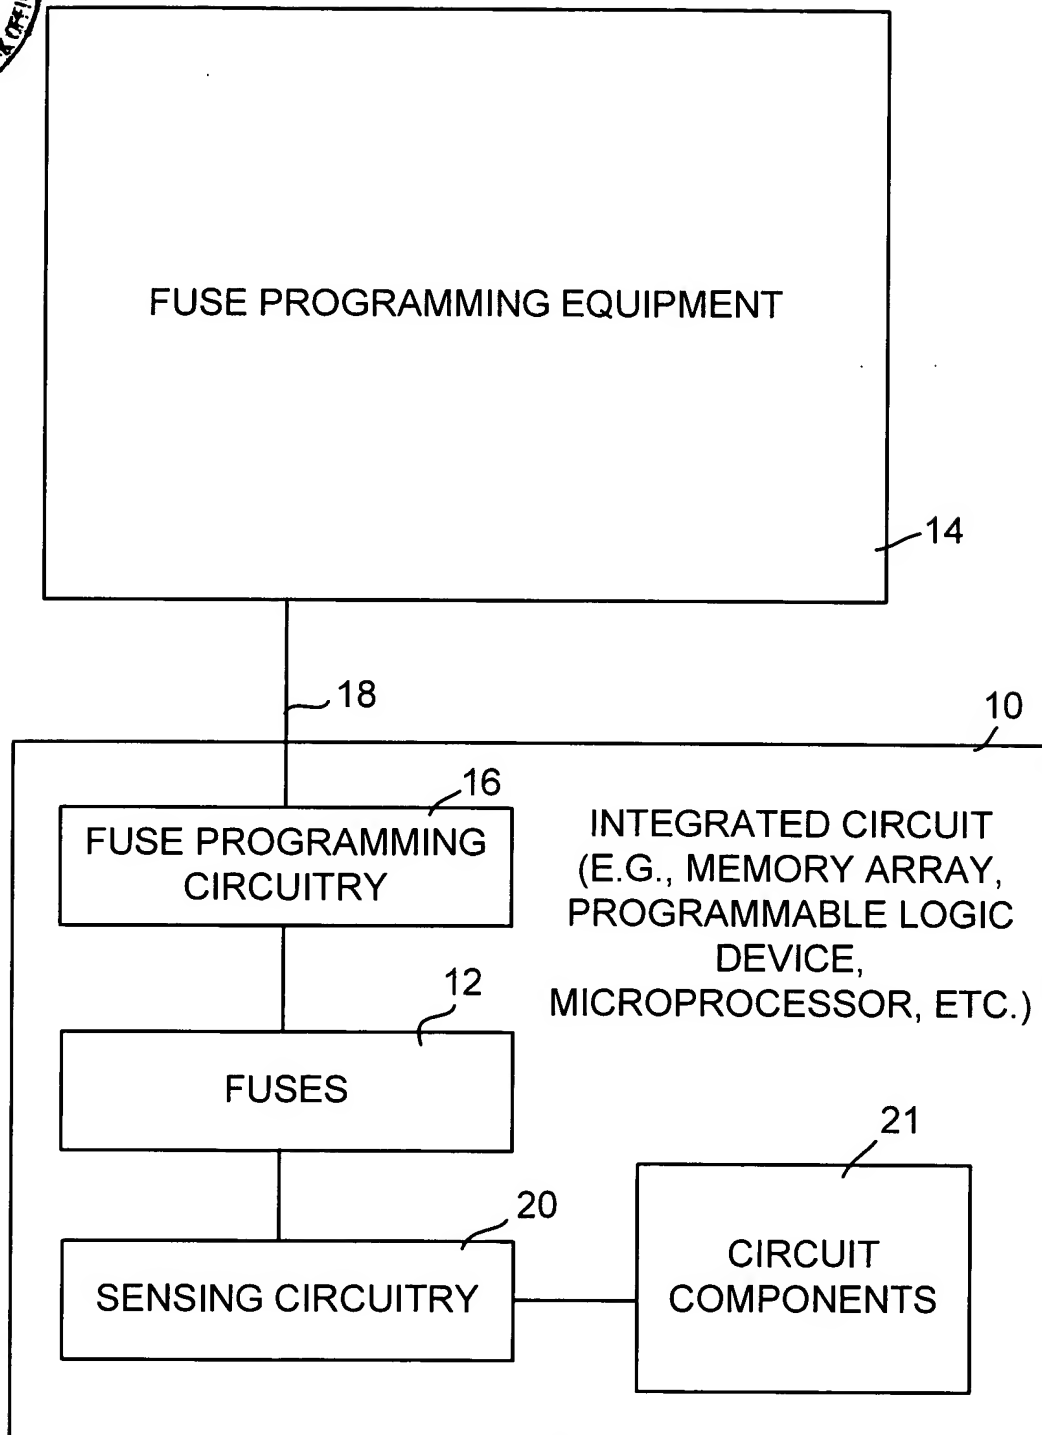 FUSE PROGRAMMING EQUIPMENT
14
18
10
16
FUSE PROGRAMMING
CIRCUITRY
INTEGRATED CIRCUIT
(E.G., MEMORY ARRAY,
PROGRAMMABLE LOGIC
DEVICE,
MICROPROCESSOR, ETC.)
12
FUSES
21
20
SENSING CIRCUITRY
CIRCUIT
COMPONENTS